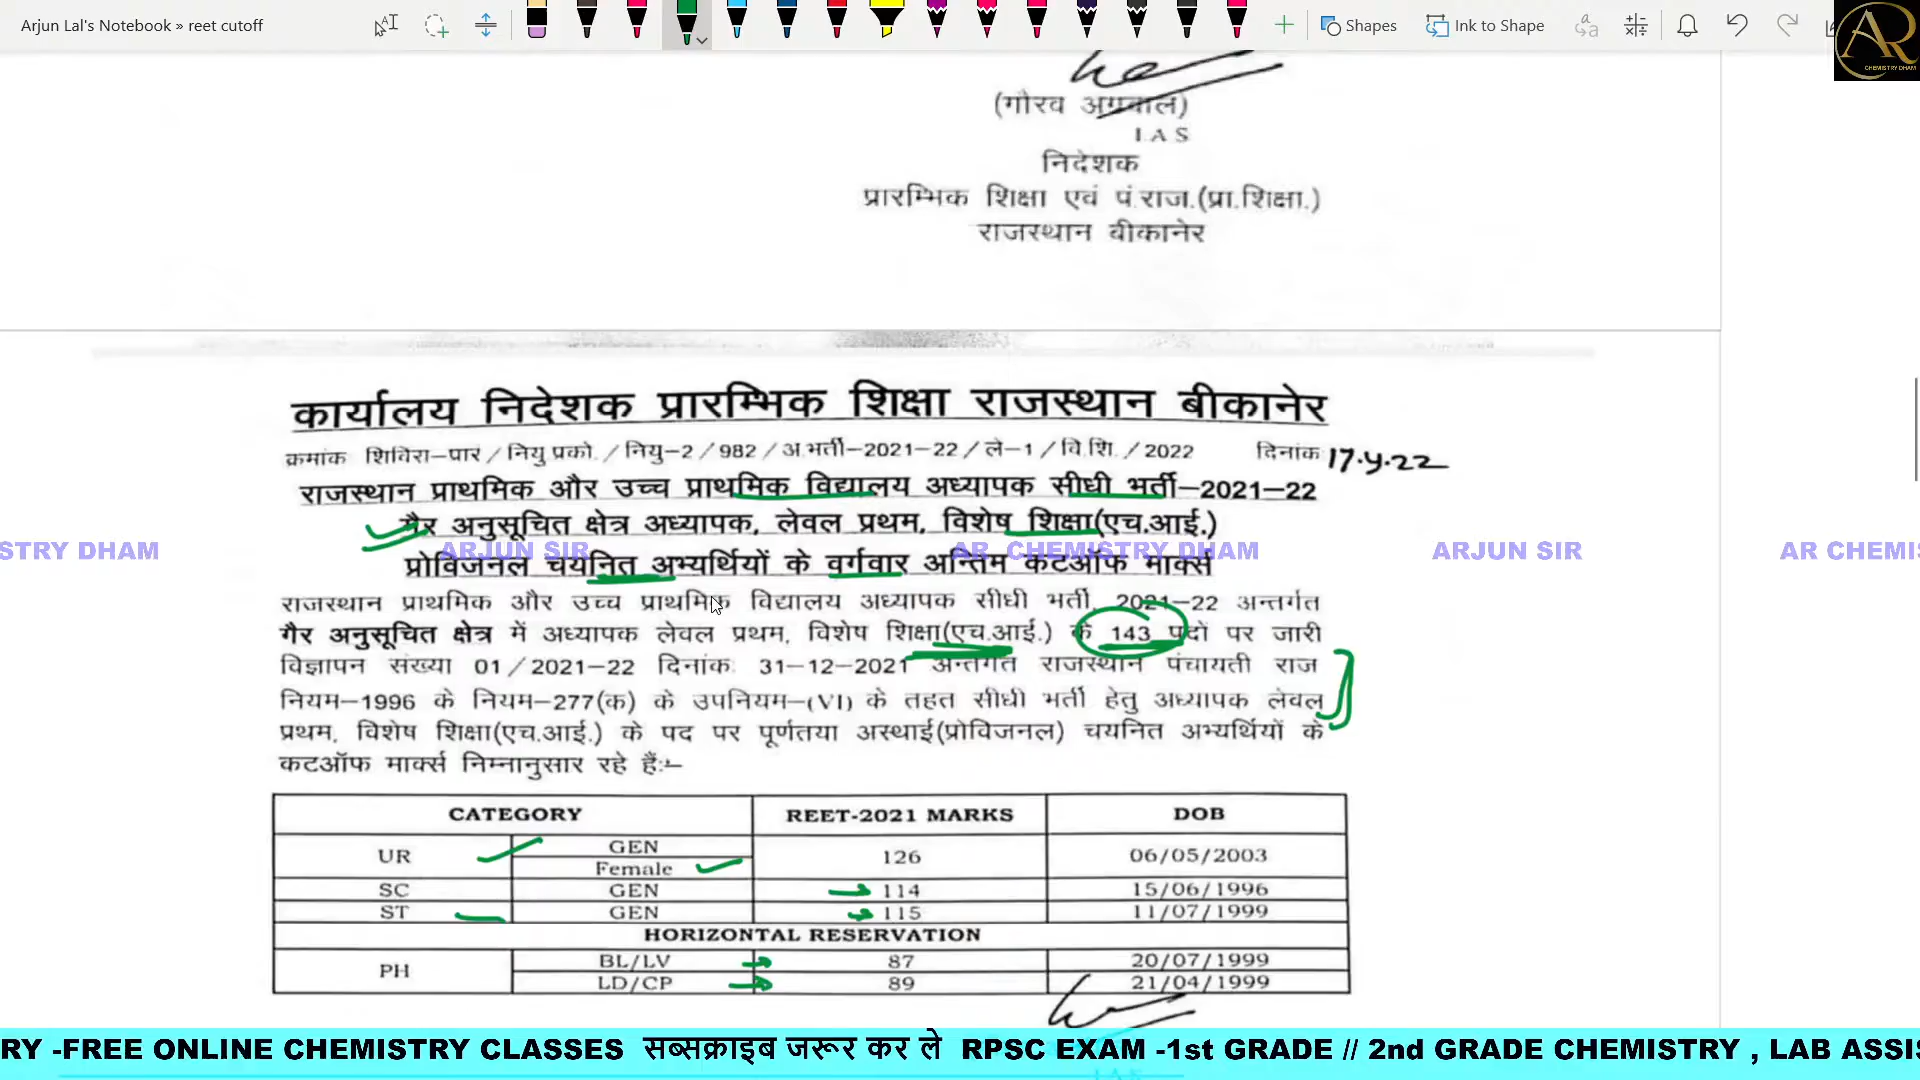 Arjun Lal's Notebook » reet cutoff
Shapes
Ink to Shape
AR
CHEMISTRY DHAM
(गौरव अग्रवाल)
I.A S
निदेशक
प्रारम्भिक शिक्षा एवं पं.राज.(प्रा.शिक्षा.)
राजस्थान बीकानेर
कार्यालय निदेशक प्रारम्भिक शिक्षा राजस्थान बीकानेर
क्रमांक शिविरा–पार / नियु.प्रको. / नियु–2 / 982 / अ.भर्ती–2021–22 / ले–1 / वि.शि. / 2022 दिनांक 17.4.22
राजस्थान प्राथमिक और उच्च प्राथमिक विद्यालय अध्यापक सीधी भर्ती–2021–22
गैर अनुसूचित क्षेत्र अध्यापक, लेवल प्रथम, विशेष शिक्षा(एच.आई.)
STRY DHAM ARJUN SIR AR CHEMISTRY DHAM ARJUN SIR AR CHEMIS
प्रोविजनल चयनित अभ्यर्थियों के वर्गवार अन्तिम कटऑफ मार्क्स
राजस्थान प्राथमिक और उच्च प्राथमिक विद्यालय अध्यापक सीधी भर्ती, 2021–22 अन्तर्गत
गैर अनुसूचित क्षेत्र में अध्यापक लेवल प्रथम, विशेष शिक्षा(एच.आई.) के 143 पदों पर जारी
विज्ञापन संख्या 01/2021–22 दिनांक: 31–12–2021 अन्तर्गत राजस्थान पंचायती राज
नियम–1996 के नियम–277(क) के उपनियम–(VI) के तहत सीधी भर्ती हेतु अध्यापक लेवल
प्रथम, विशेष शिक्षा(एच.आई.) के पद पर पूर्णतया अस्थाई(प्रोविजनल) चयनित अभ्यर्थियों के
कटऑफ मार्क्स निम्नानुसार रहे हैं:–
CATEGORY REET-2021 MARKS DOB
UR GEN 126 06/05/2003
Female
SC GEN 114 15/06/1996
ST GEN 115 11/07/1999
HORIZONTAL RESERVATION
PH BL/LV 87 20/07/1999
LD/CP 89 21/04/1999
RY -FREE ONLINE CHEMISTRY CLASSES सब्सक्राइब जरूर कर ले RPSC EXAM -1st GRADE // 2nd GRADE CHEMISTRY , LAB ASSIS